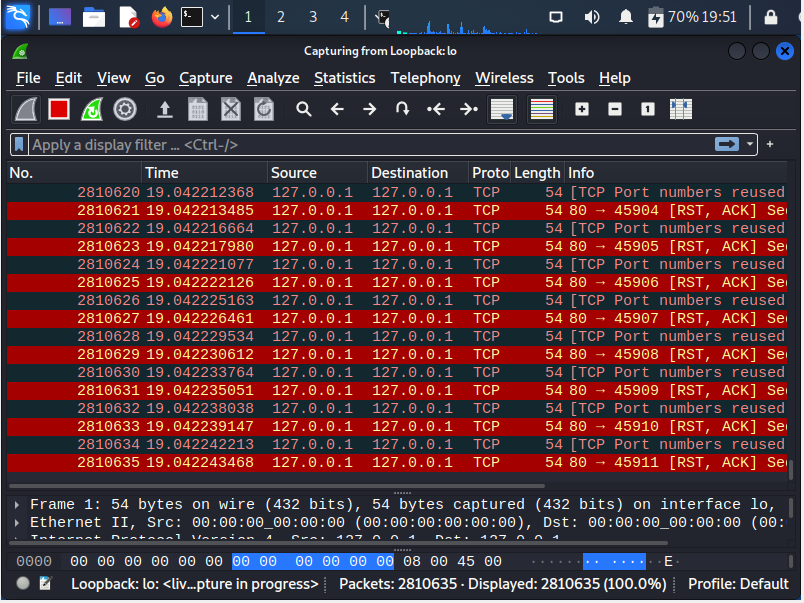 1 2 3 4 70% 19:51
Capturing from Loopback: lo
File Edit View Go Capture Analyze Statistics Telephony Wireless Tools Help
Apply a display filter ... <Ctrl-/>
No. Time Source Destination Proto Length Info
2810620 19.042212368 127.0.0.1 127.0.0.1 TCP 54 [TCP Port numbers reused
2810621 19.042213485 127.0.0.1 127.0.0.1 TCP 54 80 → 45904 [RST, ACK] Se
2810622 19.042216664 127.0.0.1 127.0.0.1 TCP 54 [TCP Port numbers reused
2810623 19.042217980 127.0.0.1 127.0.0.1 TCP 54 80 → 45905 [RST, ACK] Se
2810624 19.042221077 127.0.0.1 127.0.0.1 TCP 54 [TCP Port numbers reused
2810625 19.042222126 127.0.0.1 127.0.0.1 TCP 54 80 → 45906 [RST, ACK] Se
2810626 19.042225163 127.0.0.1 127.0.0.1 TCP 54 [TCP Port numbers reused
2810627 19.042226461 127.0.0.1 127.0.0.1 TCP 54 80 → 45907 [RST, ACK] Se
2810628 19.042229534 127.0.0.1 127.0.0.1 TCP 54 [TCP Port numbers reused
2810629 19.042230612 127.0.0.1 127.0.0.1 TCP 54 80 → 45908 [RST, ACK] Se
2810630 19.042233764 127.0.0.1 127.0.0.1 TCP 54 [TCP Port numbers reused
2810631 19.042235051 127.0.0.1 127.0.0.1 TCP 54 80 → 45909 [RST, ACK] Se
2810632 19.042238038 127.0.0.1 127.0.0.1 TCP 54 [TCP Port numbers reused
2810633 19.042239147 127.0.0.1 127.0.0.1 TCP 54 80 → 45910 [RST, ACK] Se
2810634 19.042242213 127.0.0.1 127.0.0.1 TCP 54 [TCP Port numbers reused
2810635 19.042243468 127.0.0.1 127.0.0.1 TCP 54 80 → 45911 [RST, ACK] Se
Frame 1: 54 bytes on wire (432 bits), 54 bytes captured (432 bits) on interface lo,
Ethernet II, Src: 00:00:00_00:00:00 (00:00:00:00:00:00), Dst: 00:00:00_00:00:00 (00:
Internet Protocol Version 4, Src: 127.0.0.1, Dst: 127.0.0.1
0000 00 00 00 00 00 00 00 00 00 00 00 00 08 00 45 00 ········ ······E·
Loopback: lo: <liv...pture in progress> Packets: 2810635 · Displayed: 2810635 (100.0%) Profile: Default